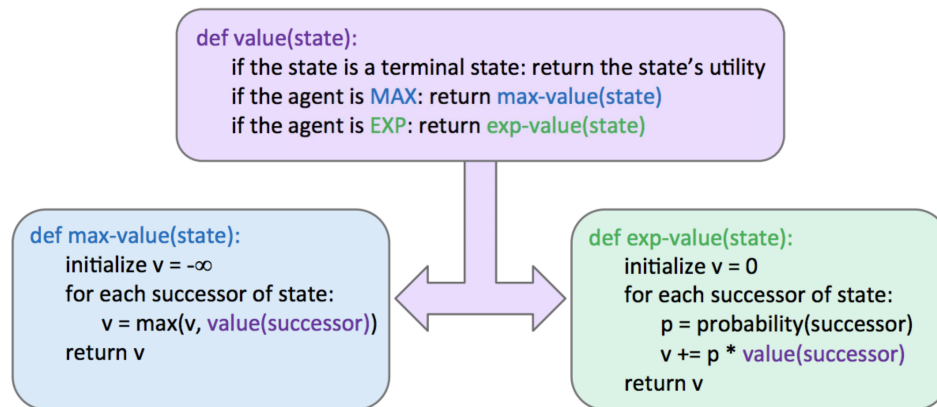 def value(state):
if the state is a terminal state: return the state’s utility
if the agent is MAX: return max-value(state)
if the agent is EXP: return exp-value(state)
def max-value(state):
initialize v = -∞
for each successor of state:
v = max(v, value(successor))
return v
def exp-value(state):
initialize v = 0
for each successor of state:
p = probability(successor)
v += p * value(successor)
return v